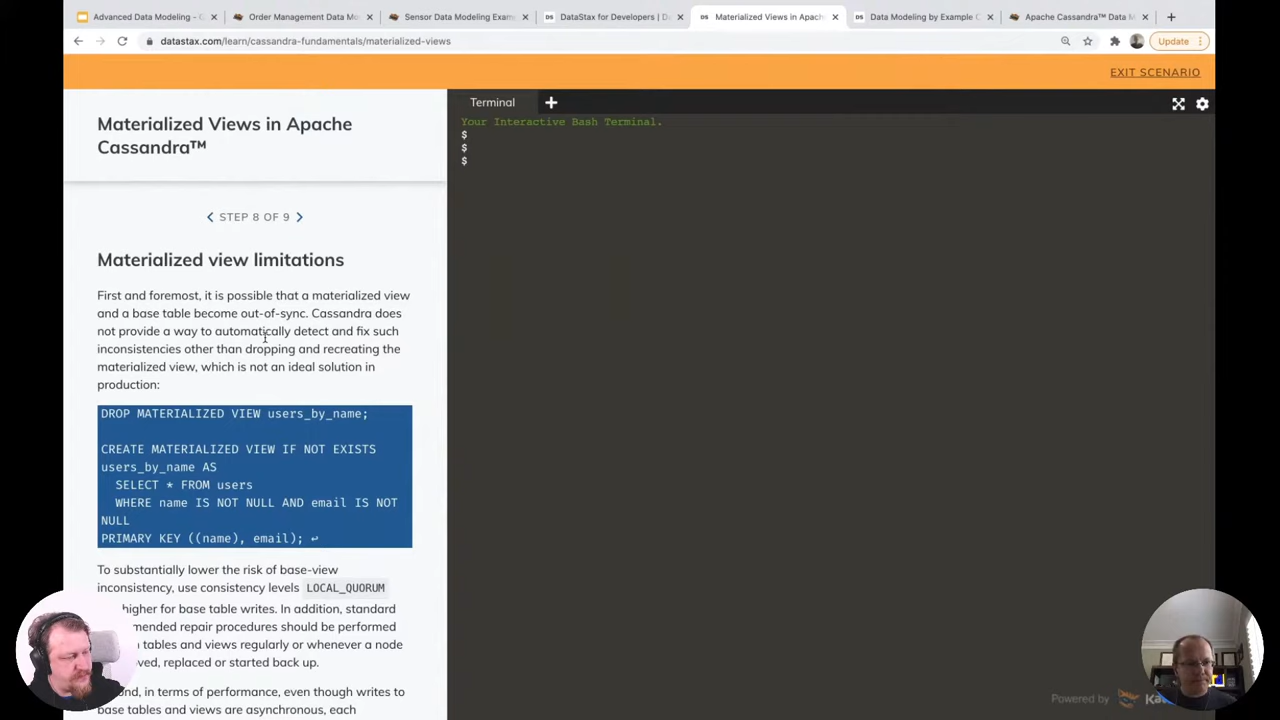 Advanced Data Modeling - C
Order Management Data Mo
Sensor Data Modeling Exam
DataStax for Developers | Da
Materialized Views in Apach
Data Modeling by Example C
Apache Cassandra™ Data M
datastax.com/learn/cassandra-fundamentals/materialized-views
Update
EXIT SCENARIO
Materialized Views in Apache
Cassandra™
STEP 8 OF 9
Materialized view limitations
First and foremost, it is possible that a materialized view
and a base table become out-of-sync. Cassandra does
not provide a way to automatically detect and fix such
inconsistencies other than dropping and recreating the
materialized view, which is not an ideal solution in
production:
DROP MATERIALIZED VIEW users_by_name;
CREATE MATERIALIZED VIEW IF NOT EXISTS
users_by_name AS
SELECT * FROM users
WHERE name IS NOT NULL AND email IS NOT
NULL
PRIMARY KEY ((name), email); ↩
To substantially lower the risk of base-view
inconsistency, use consistency levels LOCAL_QUORUM
higher for base table writes. In addition, standard
mended repair procedures should be performed
tables and views regularly or whenever a node
oved, replaced or started back up.
ond, in terms of performance, even though writes to
base tables and views are asynchronous, each
Terminal
Your Interactive Bash Terminal.
$
$
$
Powered by